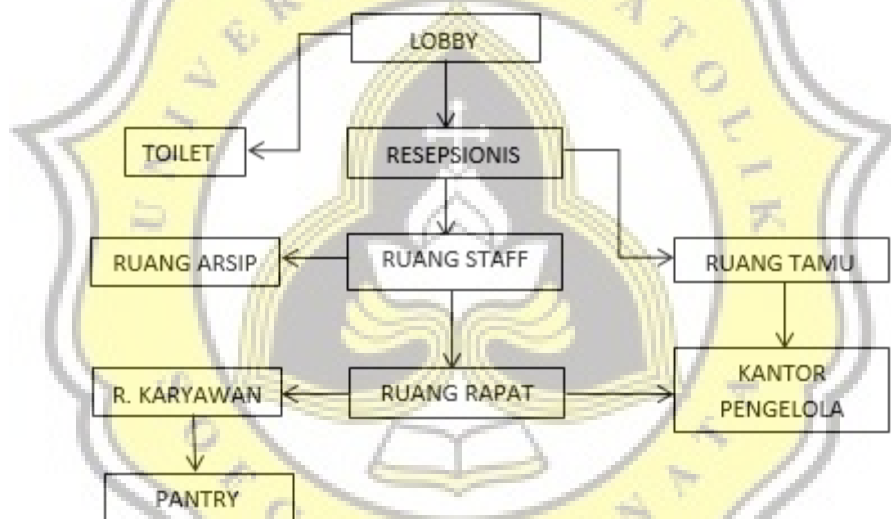 LOBBY
TOILET
RESEPSIONIS
RUANG ARSIP
RUANG STAFF
RUANG TAMU
R. KARYAWAN
RUANG RAPAT
KANTOR
PENGELOLA
PANTRY